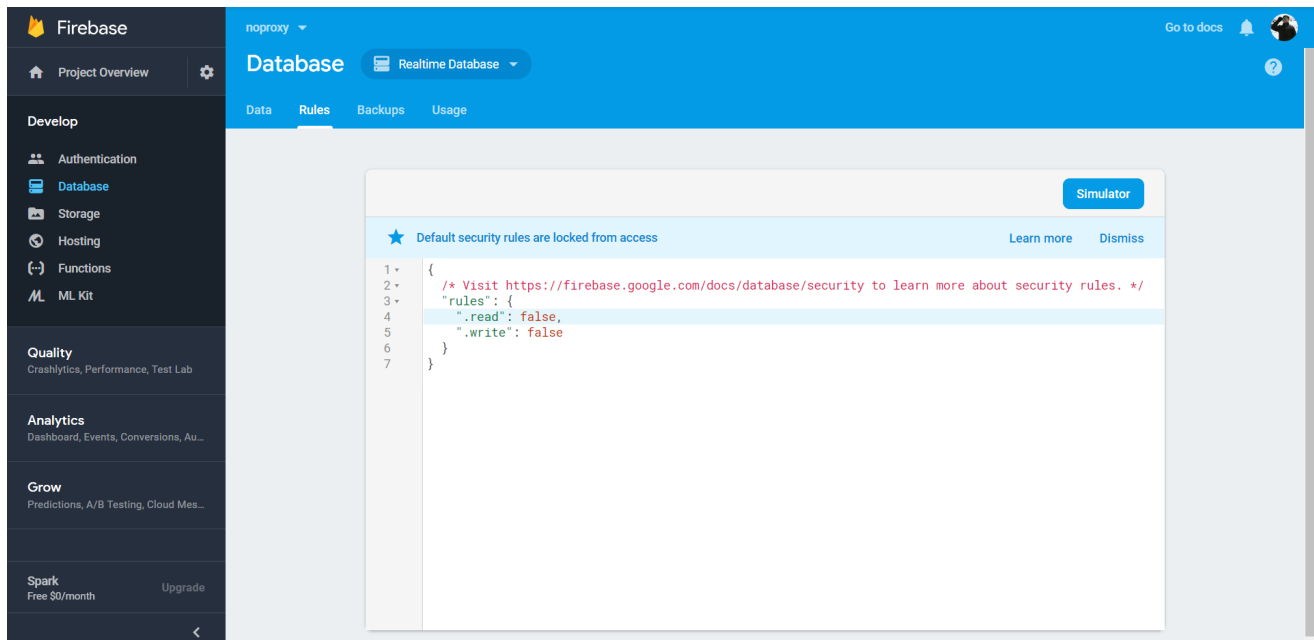 Firebase
Project Overview
Develop
Authentication
Database
Storage
Hosting
Functions
ML Kit
Quality
Crashlytics, Performance, Test Lab
Analytics
Dashboard, Events, Conversions, Au...
Grow
Predictions, A/B Testing, Cloud Mes...
Spark
Free $0/month
Upgrade
noproxy
Go to docs
Database
Realtime Database
Data Rules Backups Usage
Simulator
Default security rules are locked from access
Learn more Dismiss
1 {
2 /* Visit https://firebase.google.com/docs/database/security to learn more about security rules. */
3 "rules": {
4 ".read": false,
5 ".write": false
6 }
7 }